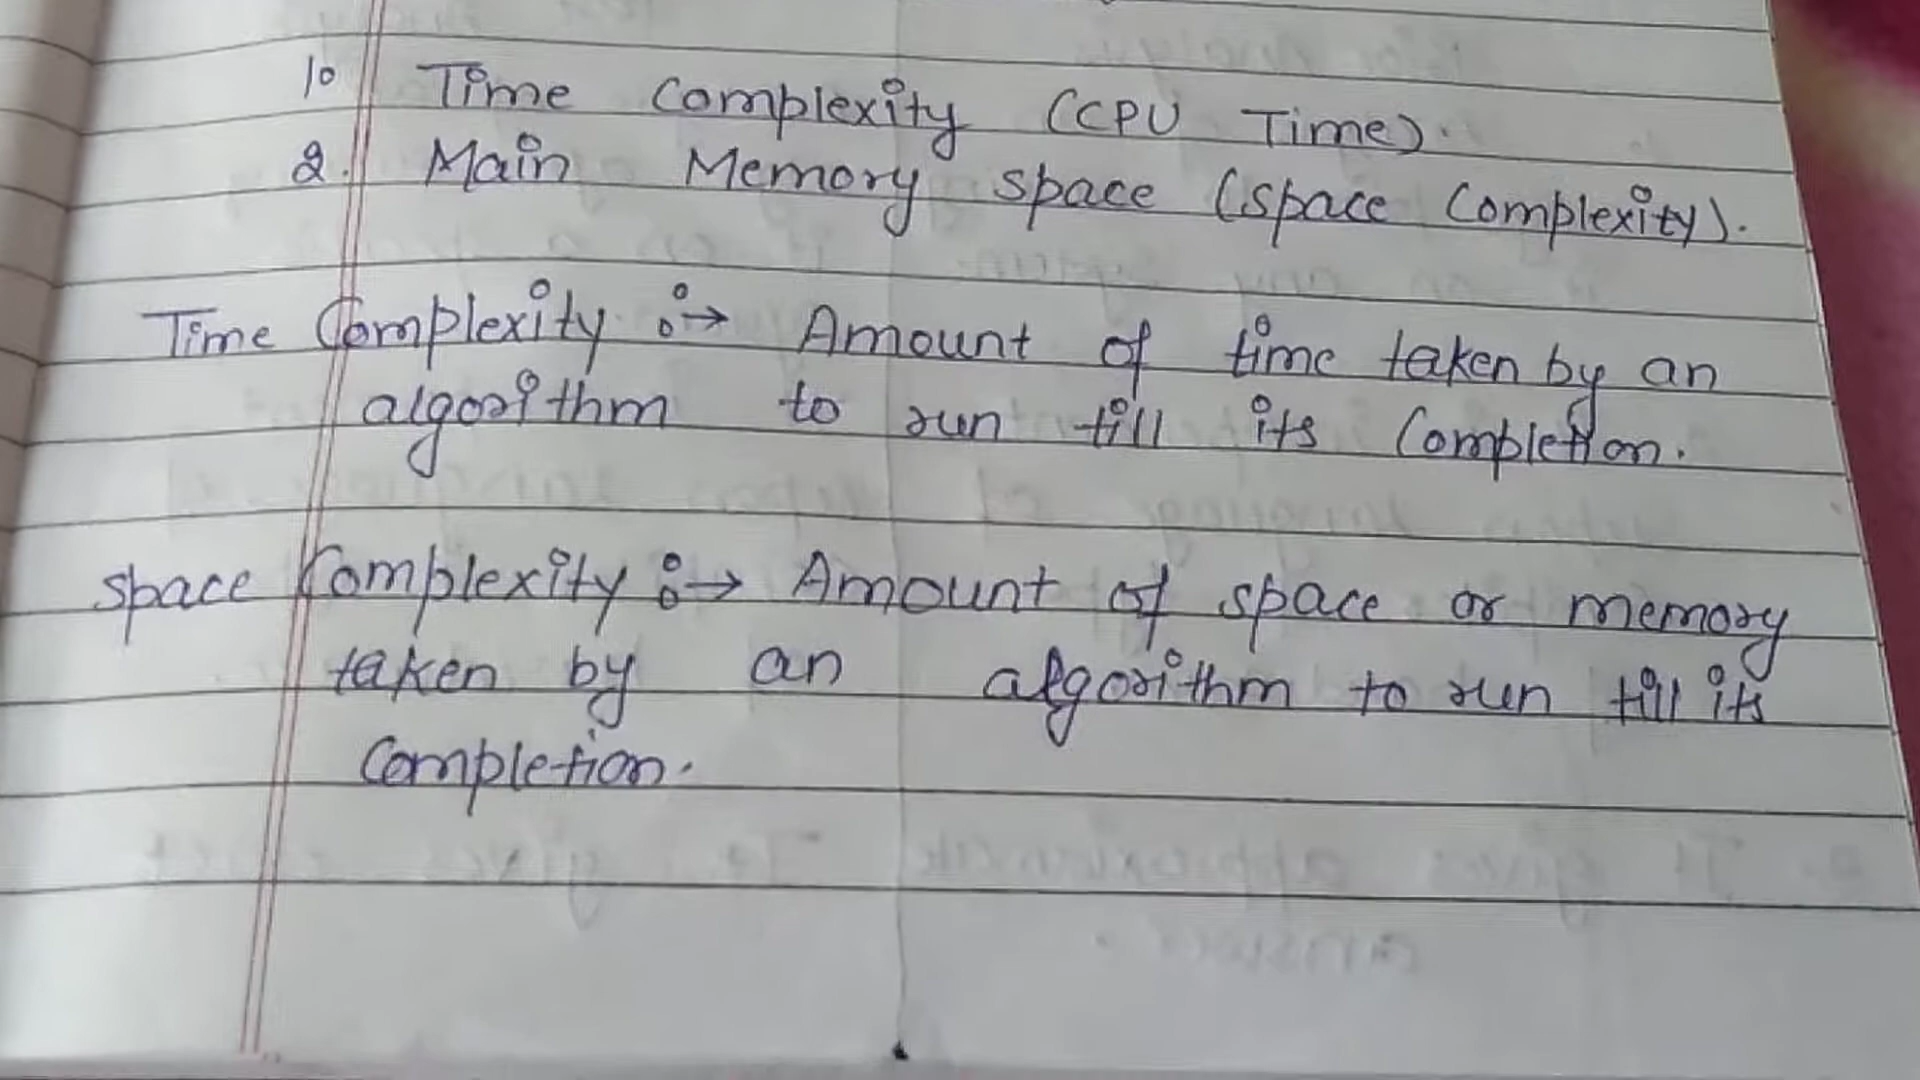 1. Time Complexity (CPU Time).
2. Main Memory space (space Complexity).
Time Complexity :→ Amount of time taken by an
algorithm to run till its Completion.
space Complexity :→ Amount of space or memory
taken by an algorithm to run till its
Completion.